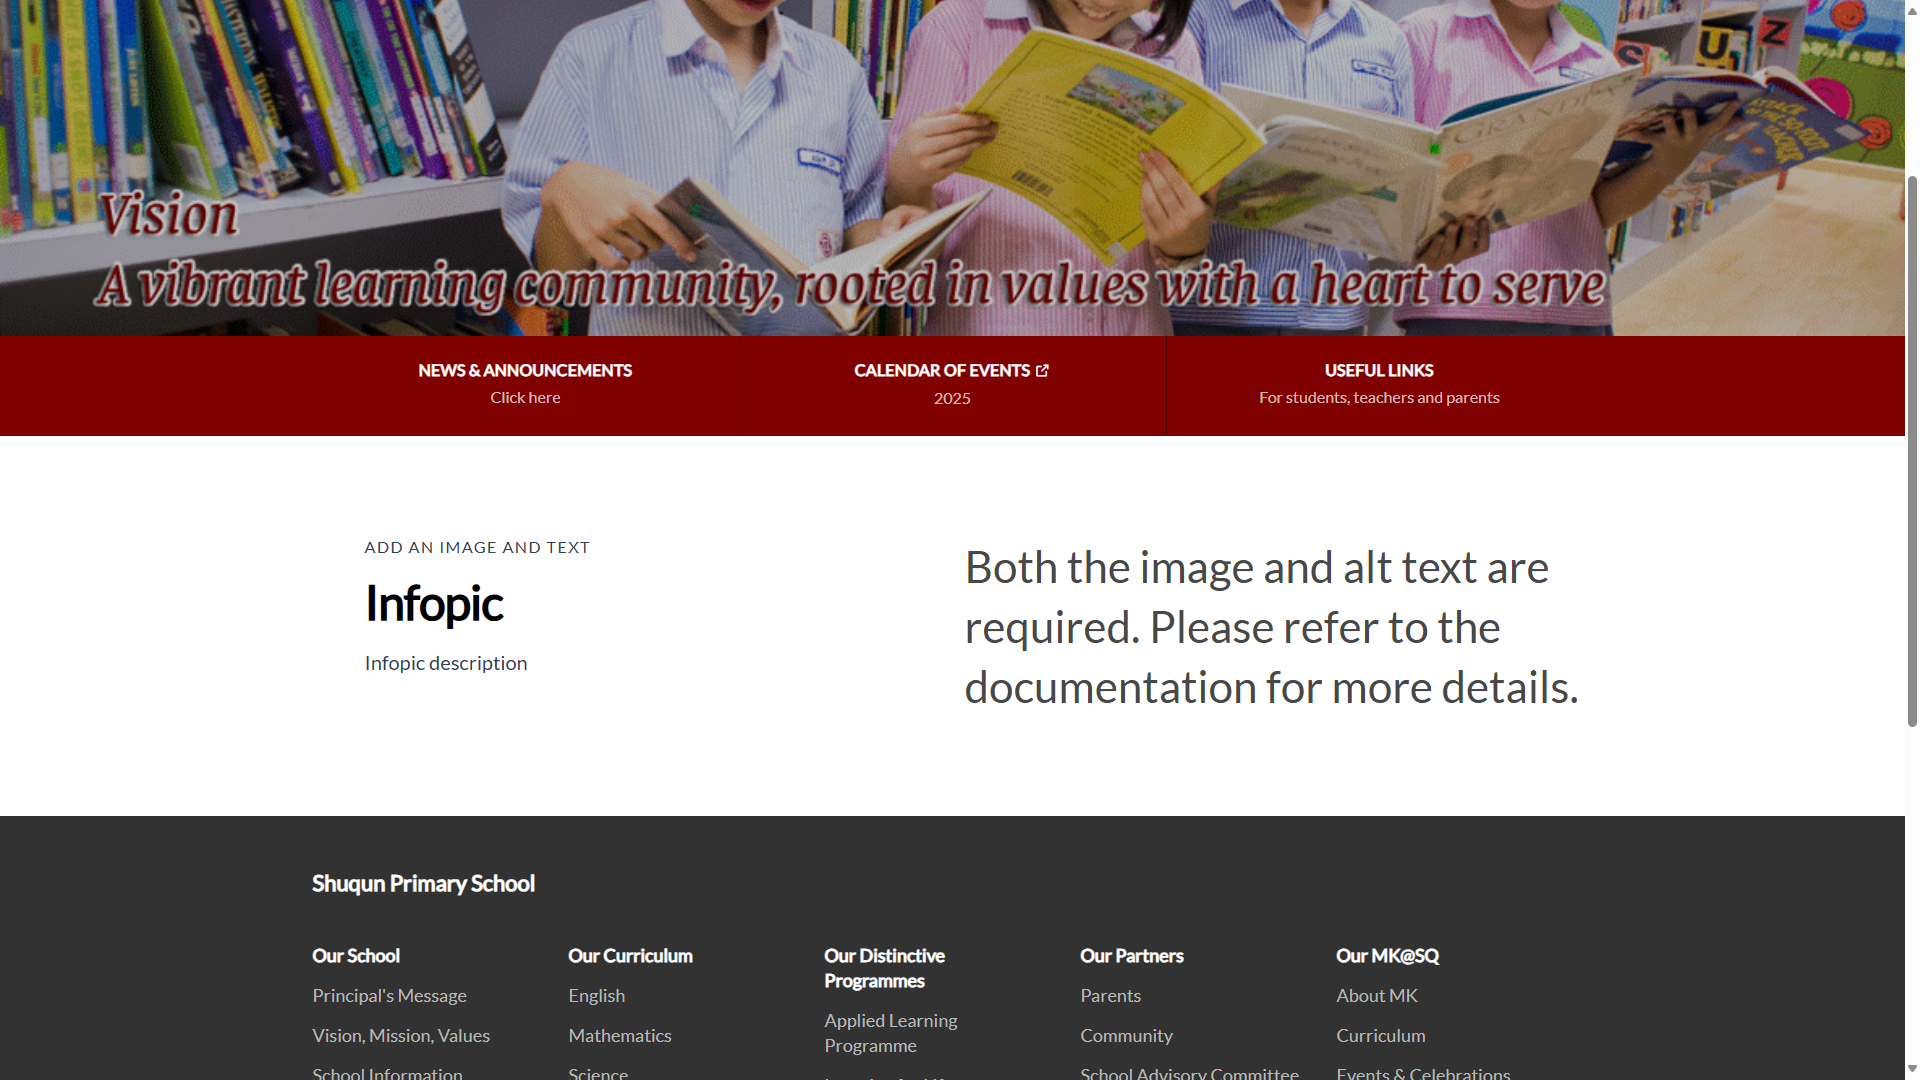 Vision
A vibrant learning community, rooted in values with a heart to serve
NEWS & ANNOUNCEMENTS
Click here
CALENDAR OF EVENTS
2025
USEFUL LINKS
For students, teachers and parents
ADD AN IMAGE AND TEXT
Infopic
Infopic description
Both the image and alt text are
required. Please refer to the
documentation for more details.
Shuqun Primary School
Our School
Principal's Message
Vision, Mission, Values
School Information
Our Curriculum
English
Mathematics
Science
Our Distinctive
Programmes
Applied Learning
Programme
Our Partners
Parents
Community
School Advisory Committee
Our MK@SQ
About MK
Curriculum
Events & Celebrations